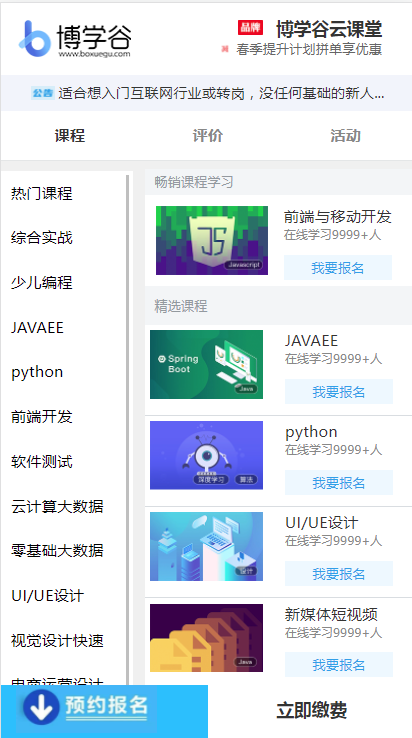 博学谷
www.boxuegu.com
品牌 博学谷云课堂
春季提升计划拼单享优惠
公告 适合想入门互联网行业或转岗，没任何基础的新人...
课程 评价 活动
热门课程
综合实战
少儿编程
JAVAEE
python
前端开发
软件测试
云计算大数据
零基础大数据
UI/UE设计
视觉设计快速
电商运营设计
畅销课程学习
JS
Javascript
前端与移动开发
在线学习9999+人
我要报名
精选课程
Spring
Boot
Java
JAVAEE
在线学习9999+人
我要报名
深度学习 算法
python
在线学习9999+人
我要报名
设计
UI/UE设计
在线学习9999+人
我要报名
Java
新媒体短视频
在线学习9999+人
我要报名
预约报名
立即缴费